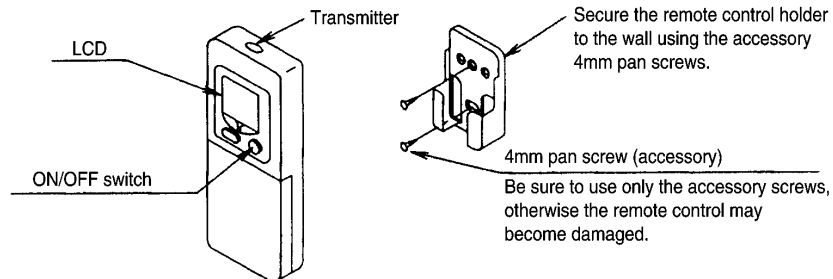 Transmitter
LCD
ON/OFF switch
Secure the remote control holder
to the wall using the accessory
4mm pan screws.
4mm pan screw (accessory)
Be sure to use only the accessory screws,
otherwise the remote control may
become damaged.